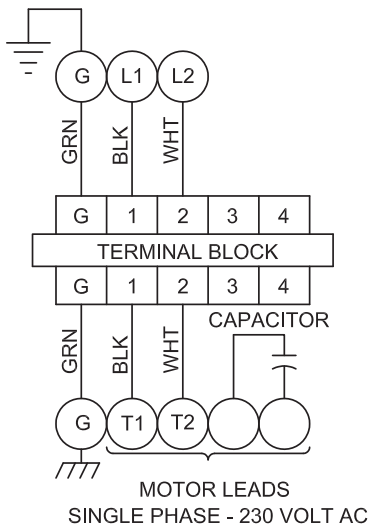 G L1 L2
GRN BLK WHT
G 1 2 3 4
TERMINAL BLOCK
G 1 2 3 4
CAPACITOR
GRN BLK WHT
G T1 T2
MOTOR LEADS
SINGLE PHASE - 230 VOLT AC